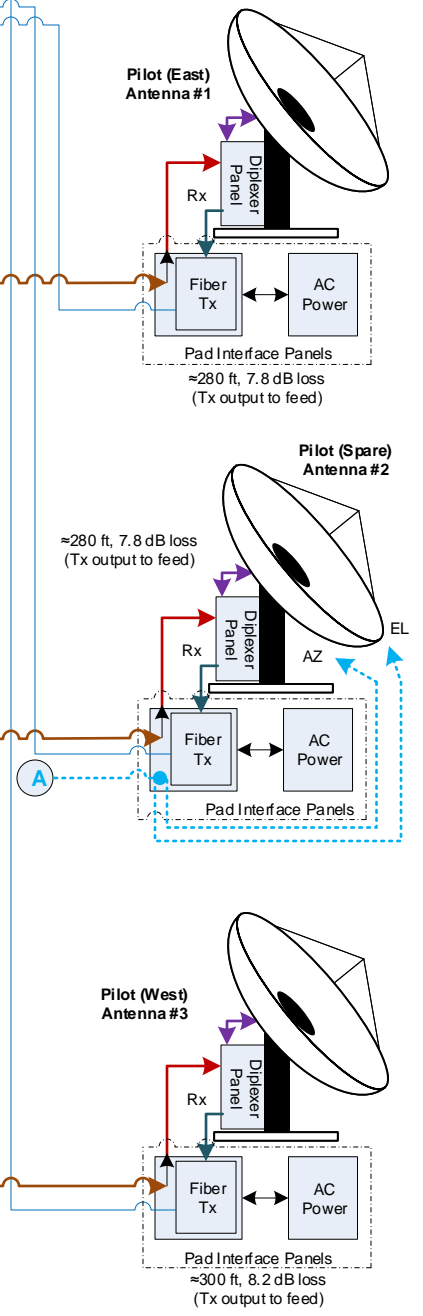 Pilot (East)
Antenna #1
Diplexer
Panel
Rx
Fiber
Tx
AC
Power
Pad Interface Panels
≈280 ft, 7.8 dB loss
(Tx output to feed)
Pilot (Spare)
Antenna #2
≈280 ft, 7.8 dB loss
(Tx output to feed)
Diplexer
Panel
EL
AZ
Rx
Fiber
Tx
AC
Power
A
Pad Interface Panels
Pilot (West)
Antenna #3
Diplexer
Panel
Rx
Fiber
Tx
AC
Power
Pad Interface Panels
≈300 ft, 8.2 dB loss
(Tx output to feed)